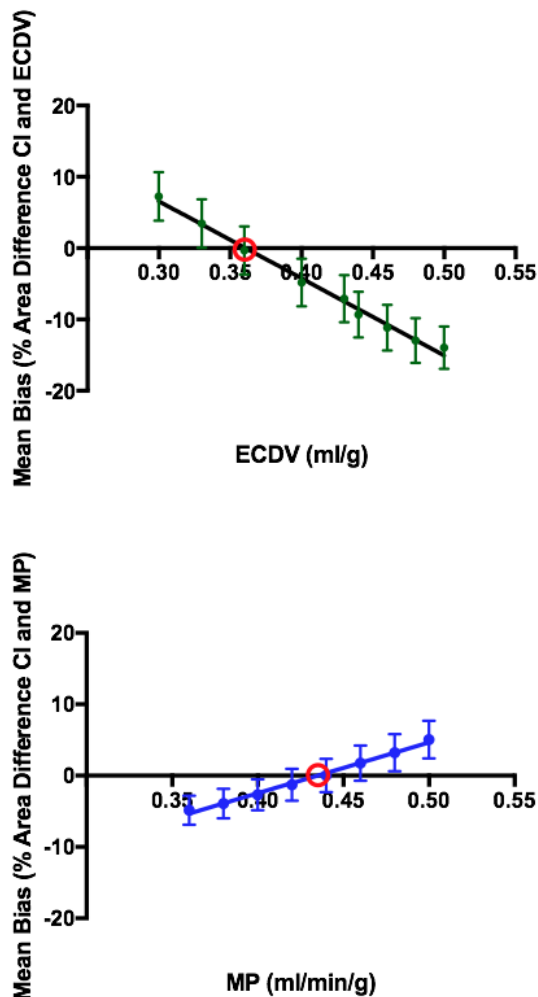 Mean Bias (% Area Difference CI and ECDV)
20
10
0
-10
-20
0.30 0.35 0.40 0.45 0.50 0.55
ECDV (ml/g)
Mean Bias (% Area Difference CI and MP)
20
10
0
-10
-20
0.35 0.40 0.45 0.50 0.55
MP (ml/min/g)